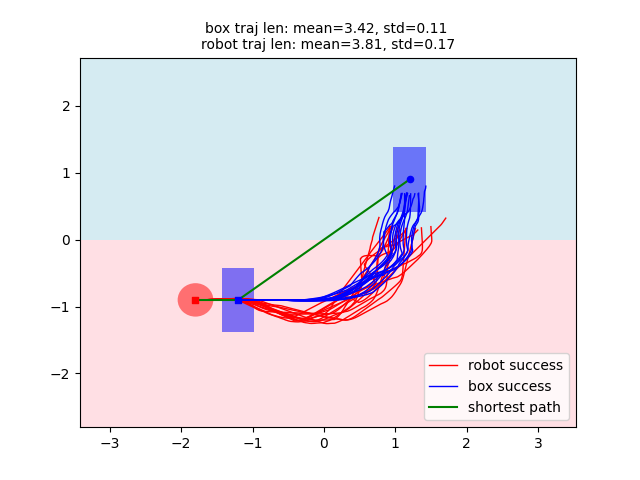 box traj len: mean=3.42, std=0.11
robot traj len: mean=3.81, std=0.17
2
1
0
−1
−2
robot success
box success
shortest path
−3
−2
−1
0
1
2
3